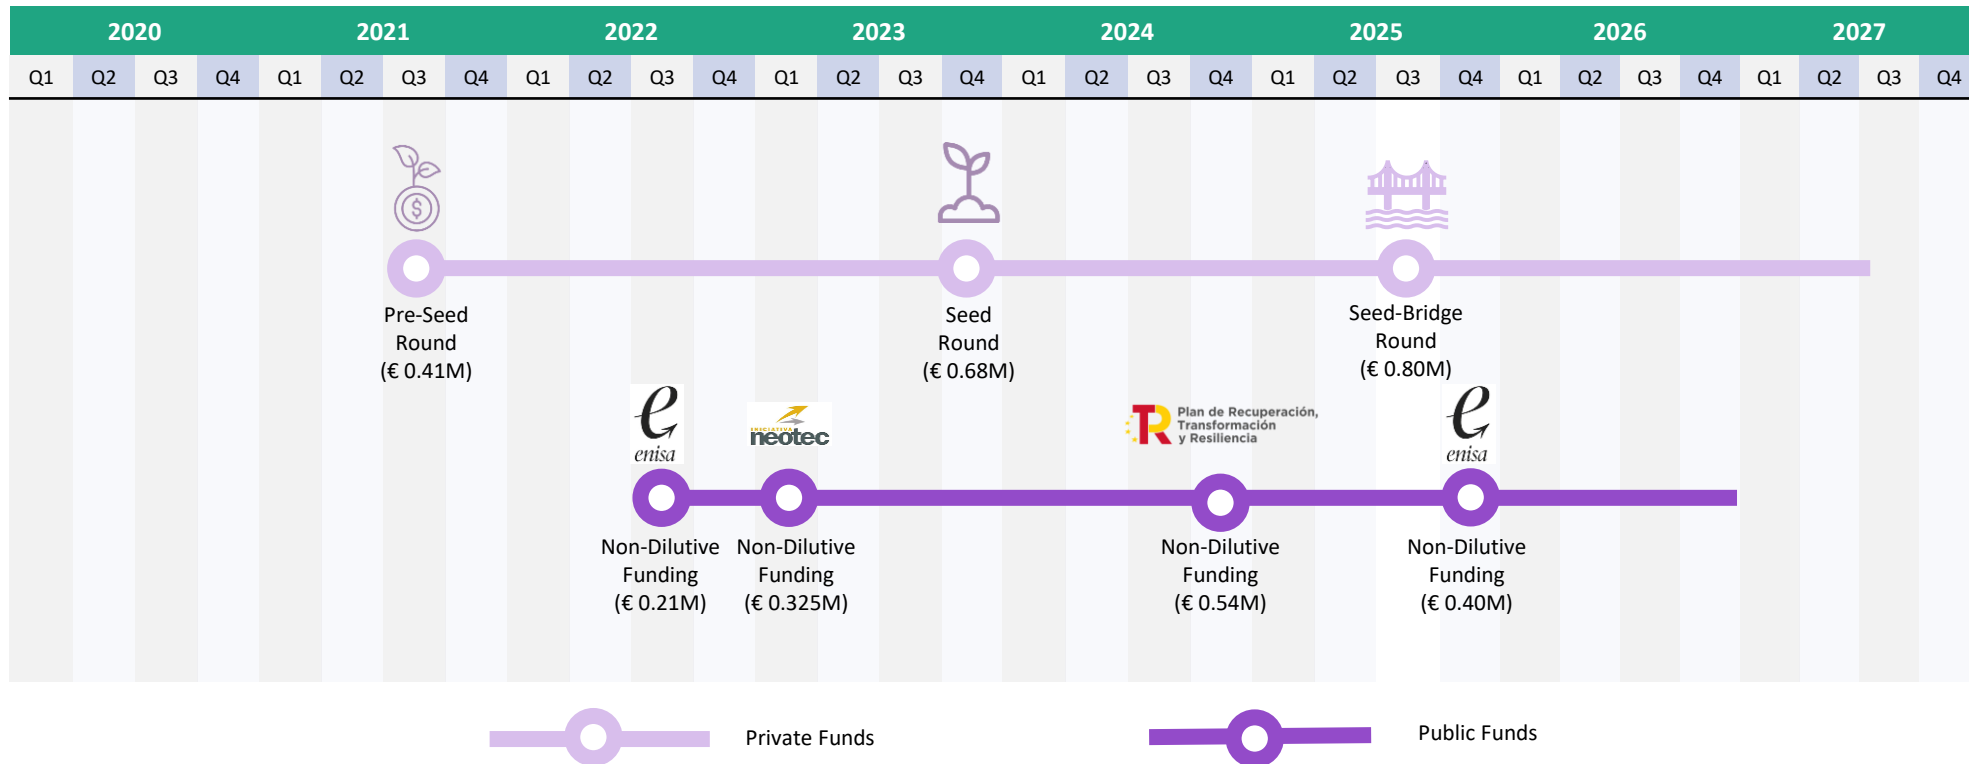 2020 2021 2022 2023 2024 2025 2026 2027
Q1 Q2 Q3 Q4 Q1 Q2 Q3 Q4 Q1 Q2 Q3 Q4 Q1 Q2 Q3 Q4 Q1 Q2 Q3 Q4 Q1 Q2 Q3 Q4 Q1 Q2 Q3 Q4 Q1 Q2 Q3 Q4
$
Pre-Seed
Round
(€ 0.41M)
Seed
Round
(€ 0.68M)
Seed-Bridge
Round
(€ 0.80M)
e
enisa
INICIATIVA
neotec
TR
Plan de Recuperación,
Transformación
y Resiliencia
e
enisa
Non-Dilutive
Funding
(€ 0.21M)
Non-Dilutive
Funding
(€ 0.325M)
Non-Dilutive
Funding
(€ 0.54M)
Non-Dilutive
Funding
(€ 0.40M)
Private Funds
Public Funds